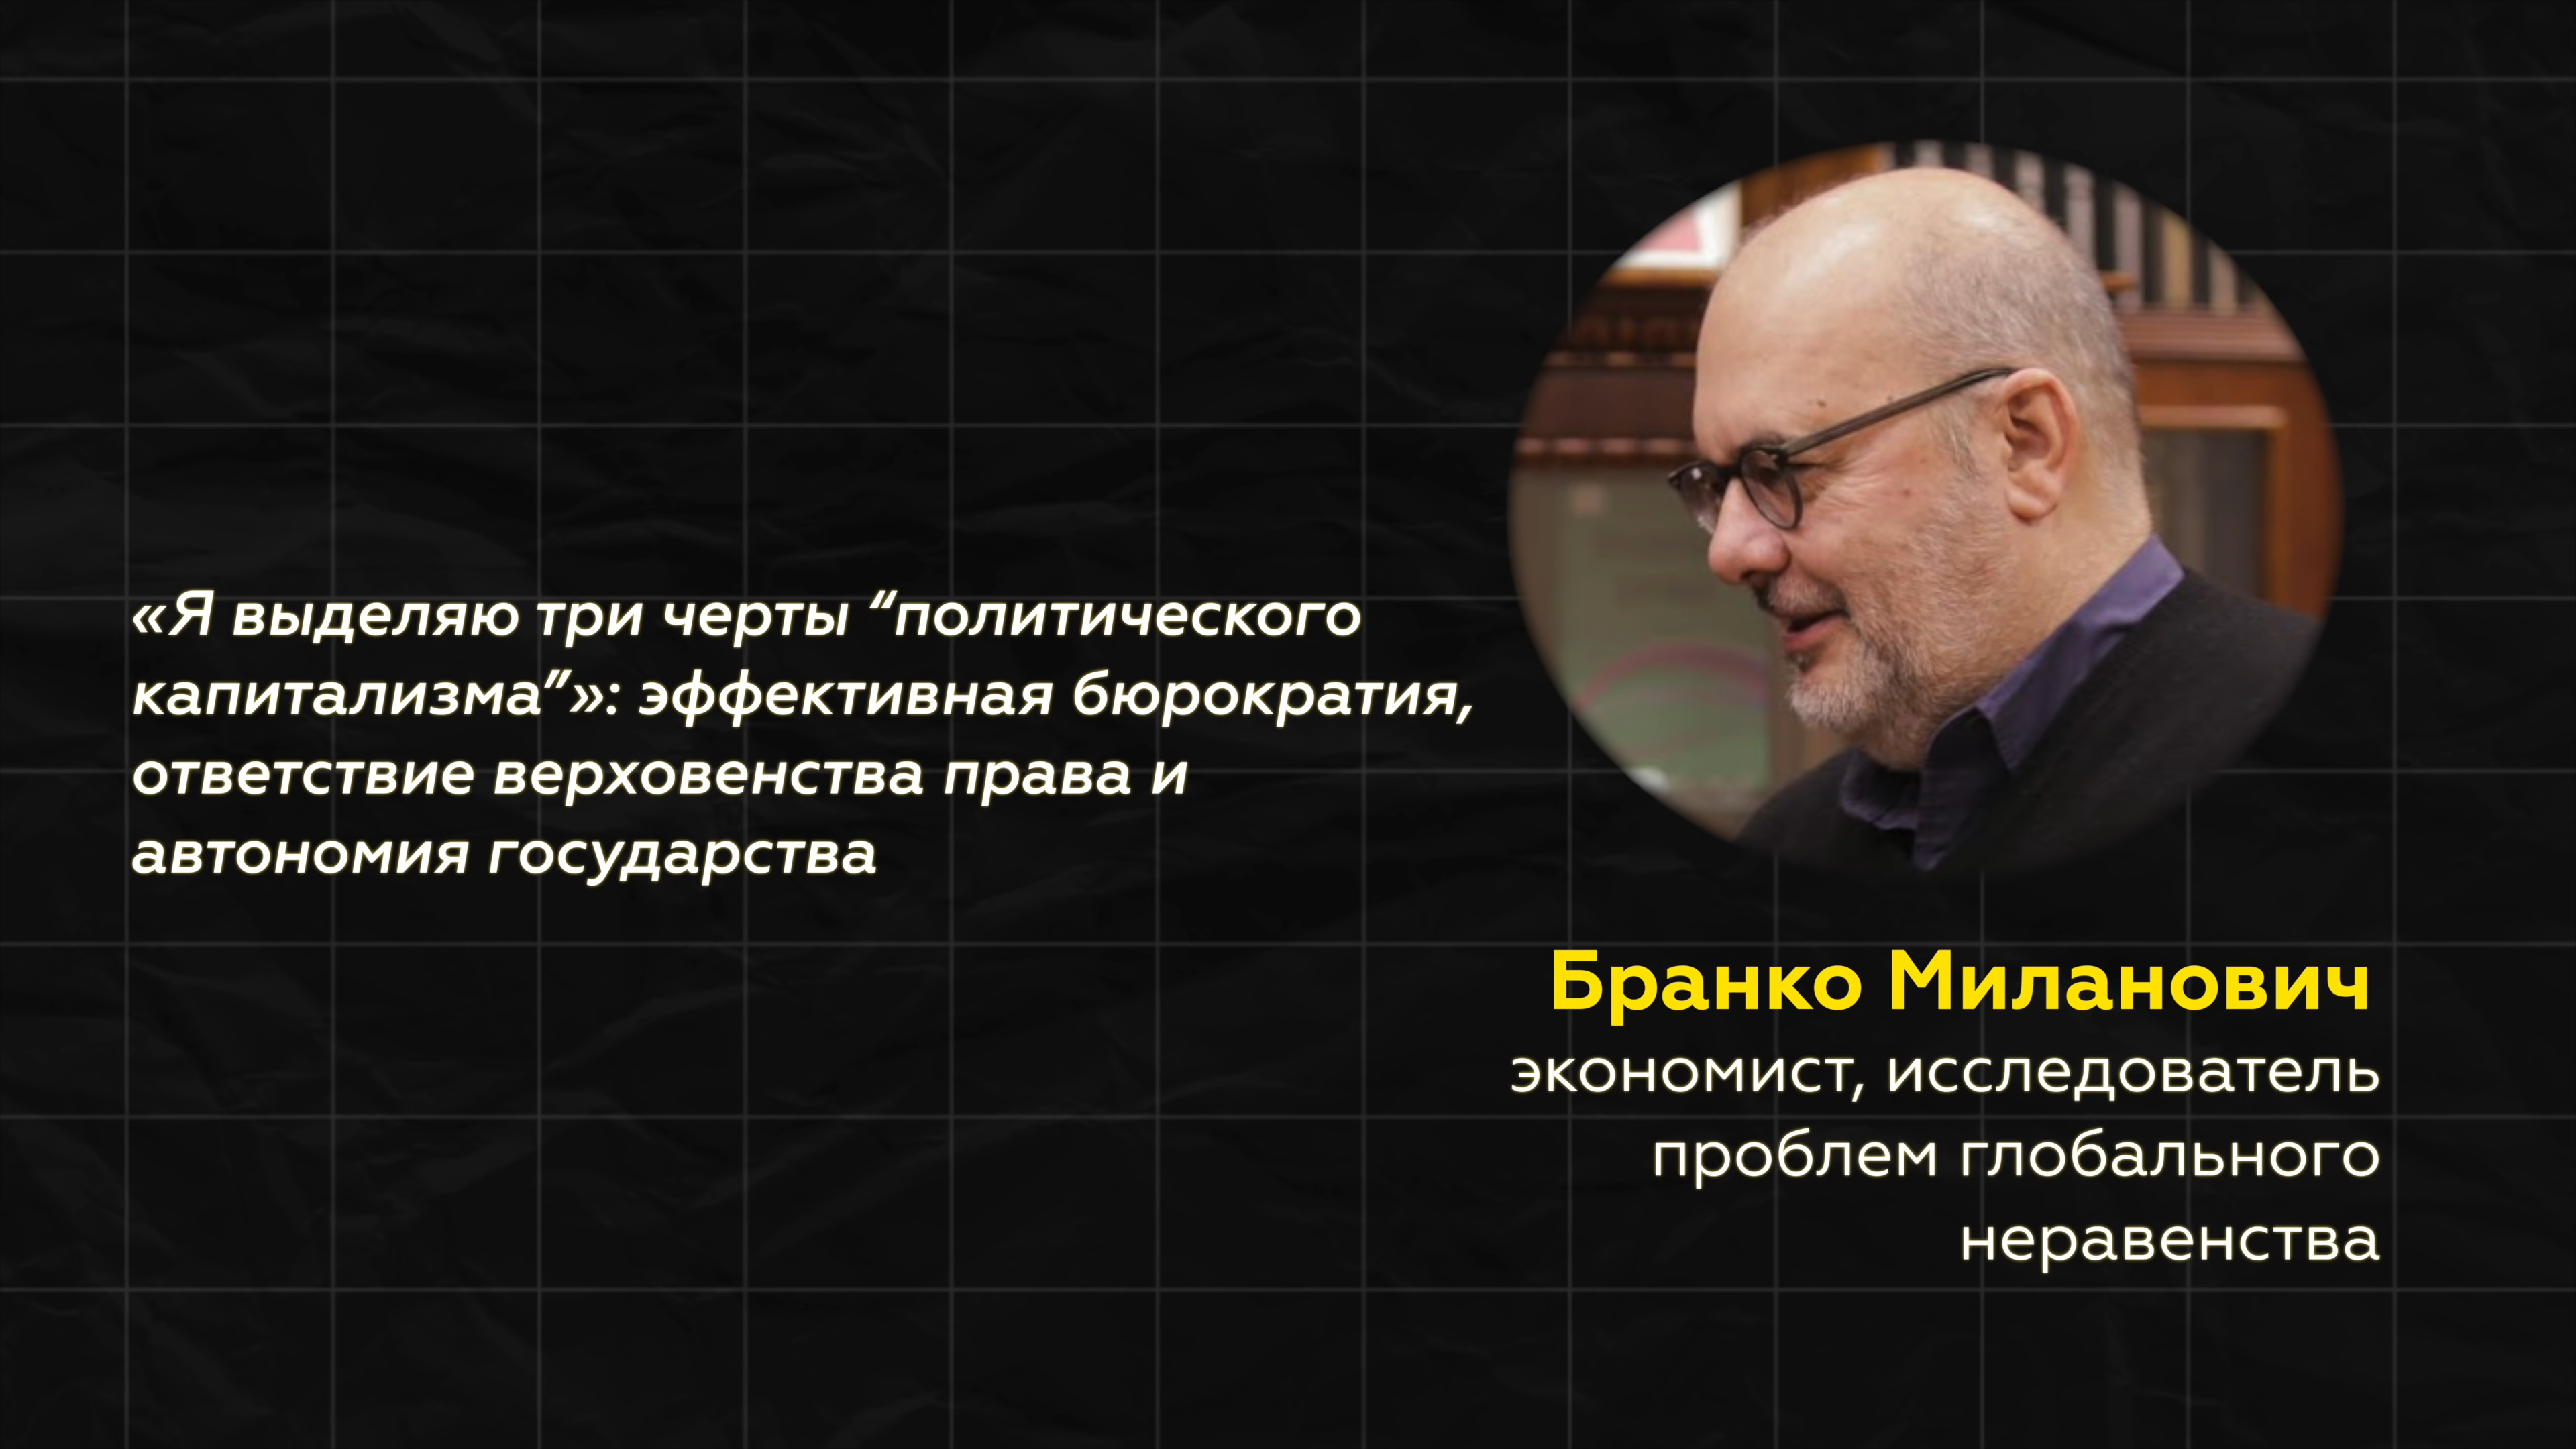 «Я выделяю три черты “политического
капитализма”»: эффективная бюрократия,
ответствие верховенства права и
автономия государства
Бранко Миланович
экономист, исследователь
проблем глобального
неравенства